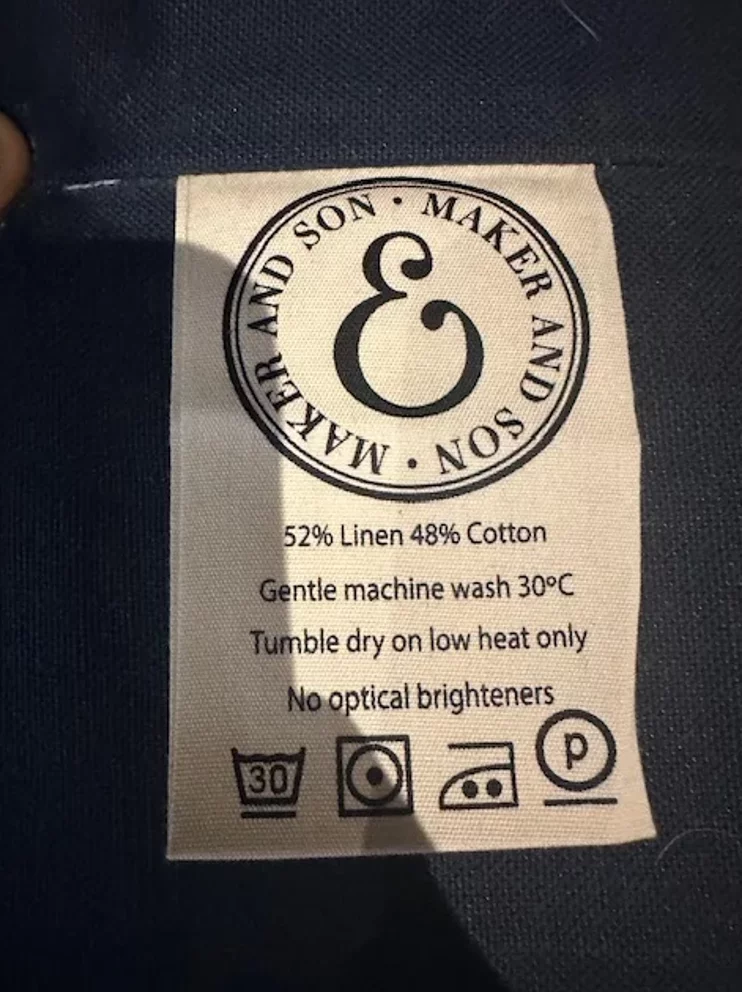 MAKER AND SON • MAKER AND SON •
&
52% Linen 48% Cotton
Gentle machine wash 30°C
Tumble dry on low heat only
No optical brighteners
30
P